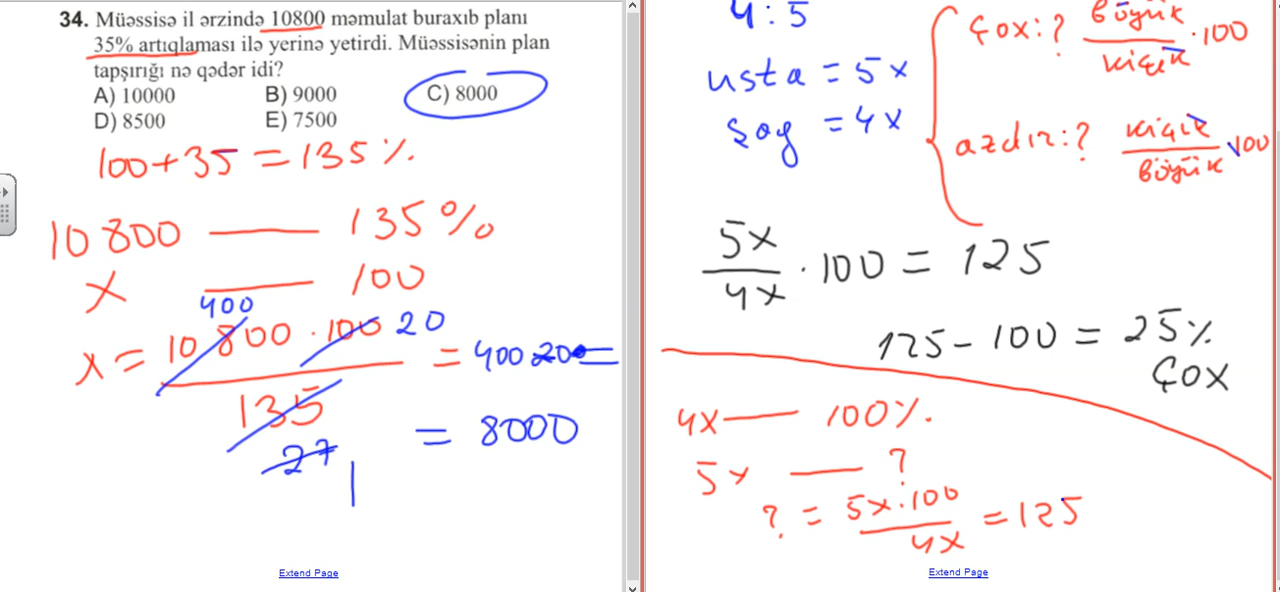 34. Müəssisə il ərzində 10800 məmulat buraxıb planı
35% artıqlaması ilə yerinə yetirdi. Müəssisənin plan
tapşırığı nə qədər idi?
A) 10000 B) 9000 C) 8000
D) 8500 E) 7500
100+35 = 135%
10800 — 135%
x — 100
400
x = 10800 · 100 20 = 400 20 =
135
27
1
= 8000
Extend Page
4:5
usta = 5x
şag = 4x
çox:? böyük/kiçik · 100
azdır:? kiçik/böyük 100
5x/4x · 100 = 125
125 - 100 = 25%
çox
4x — 100%
5x — ?
? = 5x·100/4x = 125
Extend Page